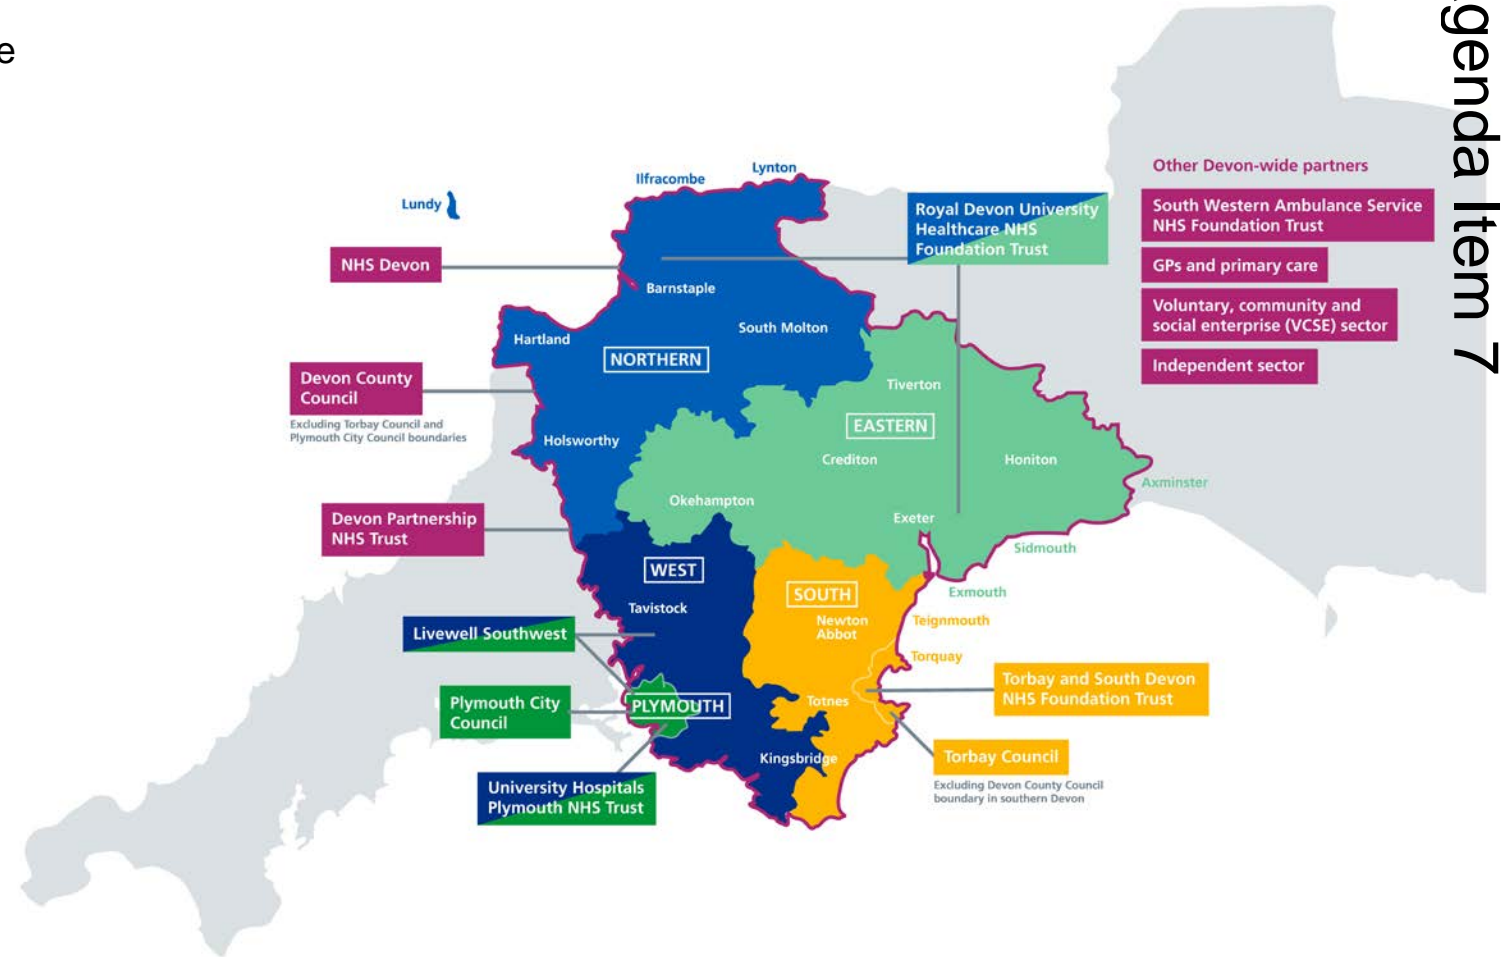 e
genda Item 7
Lynton
Ilfracombe
Lundy
Other Devon-wide partners
South Western Ambulance Service
NHS Foundation Trust
GPs and primary care
Voluntary, community and
social enterprise (VCSE) sector
Independent sector
Royal Devon University
Healthcare NHS
Foundation Trust
NHS Devon
Barnstaple
South Molton
Hartland
NORTHERN
Devon County
Council
Excluding Torbay Council and
Plymouth City Council boundaries
Holsworthy
Tiverton
EASTERN
Crediton
Honiton
Axminster
Okehampton
Exeter
Sidmouth
Exmouth
Devon Partnership
NHS Trust
WEST
Tavistock
SOUTH
Newton
Abbot
Teignmouth
Torquay
Livewell Southwest
Plymouth City
Council
PLYMOUTH
Totnes
Torbay and South Devon
NHS Foundation Trust
Kingsbridge
Torbay Council
Excluding Devon County Council
boundary in southern Devon
University Hospitals
Plymouth NHS Trust